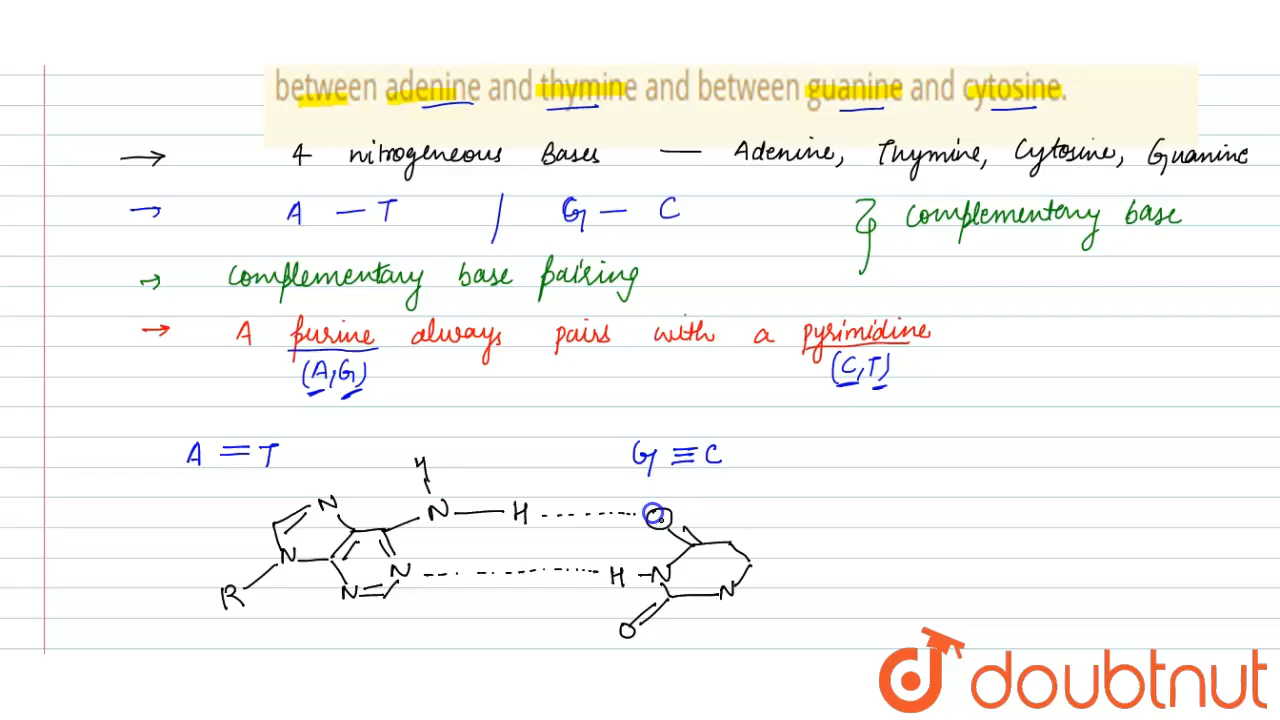 between adenine and thymine and between guanine and cytosine.
→ 4 nitrogeneous Bases — Adenine, Thymine, Cytosine, Guanine
→ A — T / G — C } complementary base
→ complementary base pairing
→ A purine always pairs with a pyrimidine
(A,G) (C,T)
A = T G ≡ C
H
N N H O
N N H N
R N N
O
doubtnut